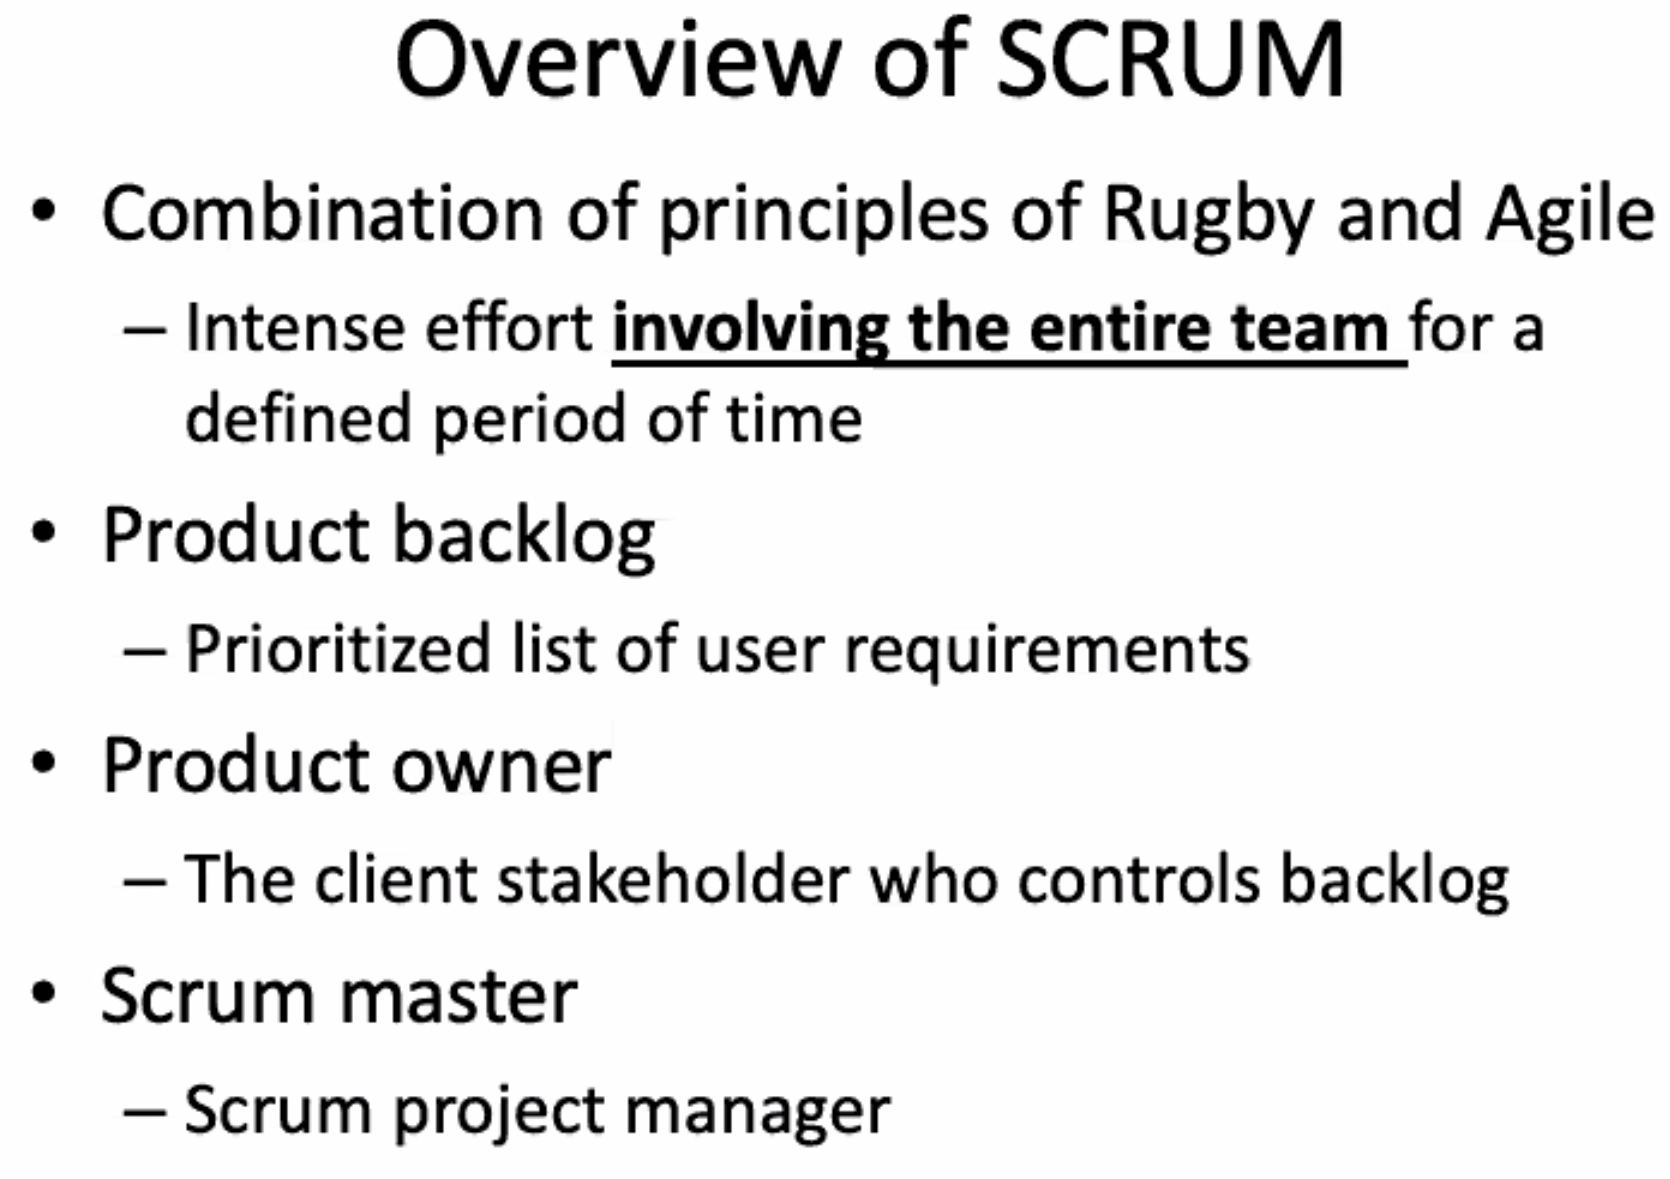 Overview of SCRUM
• Combination of principles of Rugby and Agile
– Intense effort involving the entire team for a
defined period of time
• Product backlog
– Prioritized list of user requirements
• Product owner
– The client stakeholder who controls backlog
• Scrum master
– Scrum project manager